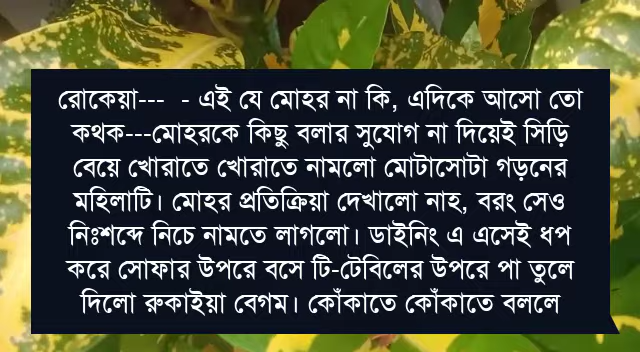 রোকেয়া--- - এই যে মোহর না কি, এদিকে আসো তো
কথক---মোহরকে কিছু বলার সুযোগ না দিয়েই সিড়ি
বেয়ে খোরাতে খোরাতে নামলো মোটাসোটা গড়নের
মহিলাটি। মোহর প্রতিক্রিয়া দেখালো নাহ, বরং সেও
নিঃশব্দে নিচে নামতে লাগলো। ডাইনিং এ এসেই ধপ
করে সোফার উপরে বসে টি-টেবিলের উপরে পা তুলে
দিলো রুকাইয়া বেগম। কোঁকাতে কোঁকাতে বললে